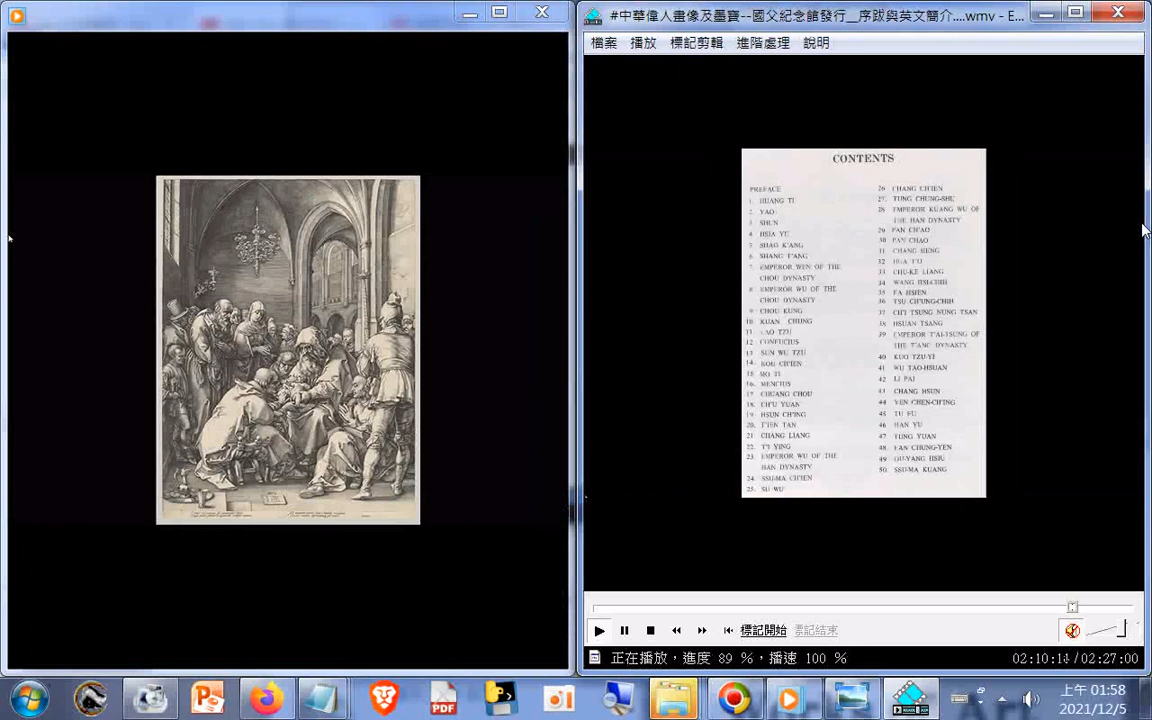 #中華偉人畫像及墨寶--國父紀念館發行__序跋與英文簡介....wmv - E...
檔案 播放 標記剪輯 進階處理 說明
CONTENTS
PREFACE
1. HUANG TI
2. YAO
3. SHUN
4. HSIA YU
5. SHAO K'ANG
6. SHANG T'ANG
7. EMPEROR WEN OF THE
CHOU DYNASTY
8. EMPEROR WU OF THE
CHOU DYNASTY
9. CHOU KUNG
10. KUAN CHUNG
11. LAO TZU
12. CONFUCIUS
13. SUN WU TZU
14. KOU CH'IEN
15. MO TI
16. MENCIUS
17. CHUANG CHOU
18. CH'U YUAN
19. HSUN CH'ING
20. T'IEN TAN
21. CHANG LIANG
22. T'I YING
23. EMPEROR WU OF THE
HAN DYNASTY
24. SSU-MA CH'IEN
25. SU WU
26. CHANG CH'IEN
27. TUNG CHUNG-SHU
28. EMPEROR KUANG WU OF
THE HAN DYNASTY
29. PAN CH'AO
30. PAN CHAO
31. CHANG HENG
32. HUA T'O
33. CHU-KE LIANG
34. WANG HSI-CHIH
35. FA HSIEN
36. TSU CH'UNG-CHIH
37. CH'I TSUNG NUNG TSAN
38. HSUAN TSANG
39. EMPEROR T'AI-TSUNG OF
THE T'ANG DYNASTY
40. KUO TZU-YI
41. WU TAO-HSUAN
42. LI PAI
43. CHANG HSUN
44. YEN CHEN-CH'ING
45. TU FU
46. HAN YU
47. TUNG YUAN
48. FAN CHUNG-YEN
49. OU-YANG HSIU
50. SSU-MA KUANG
標記開始 標記結束
正在播放，進度 89 %，播速 100 %
02:10:14 / 02:27:00
PDF
上午 01:58
2021/12/5